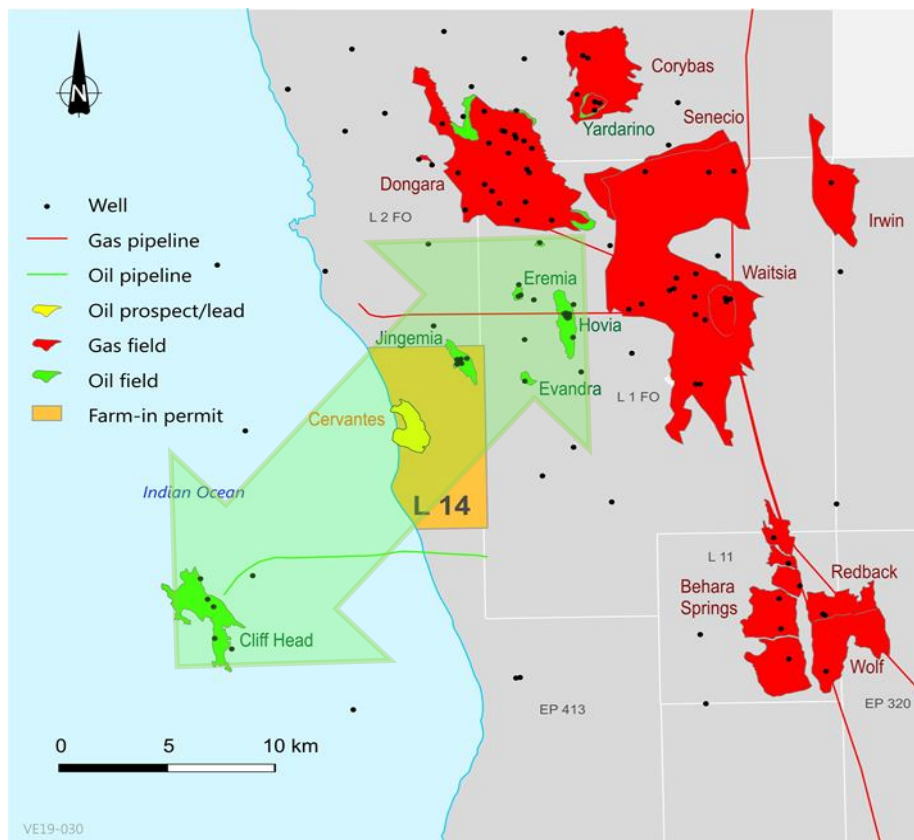 N
Corybas
Yardarino
Senecio
Dongara
L 2 FO
Irwin
Well
Gas pipeline
Oil pipeline
Oil prospect/lead
Gas field
Oil field
Farm-in permit
Waitsia
Eremia
Hovia
Jingemia
Evandra
L 1 FO
Cervantes
Indian Ocean
L 14
L 11
Redback
Behara
Springs
Cliff Head
Wolf
EP 413
EP 320
0 5 10 km
VE19-030